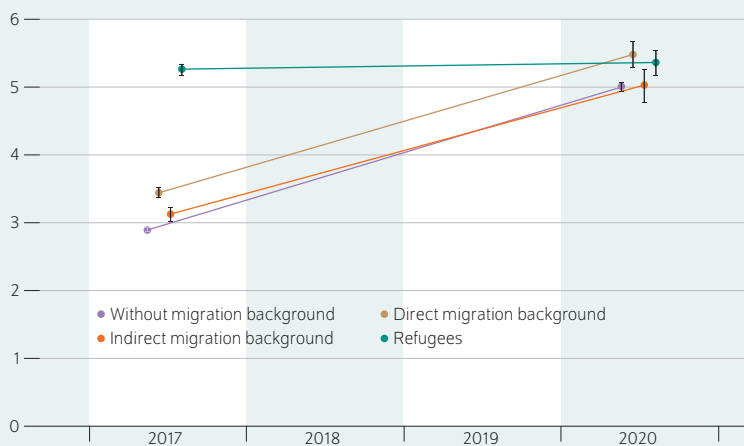 6
5
4
3
2
Without migration background Direct migration background
Indirect migration background Refugees
1
0
2017 2018 2019 2020